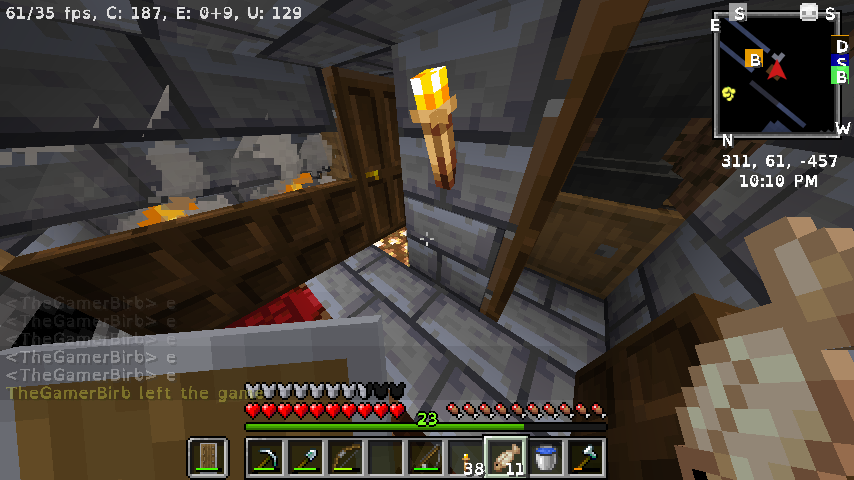 61/35 fps, C: 187, E: 0+9, U: 129
E S S
B D
S
B
N W
311, 61, -457
10:10 PM
<TheGamerBirb> e
<TheGamerBirb> e
<TheGamerBirb> e
<TheGamerBirb> e
<TheGamerBirb> e
TheGamerBirb left the game
23
38 11